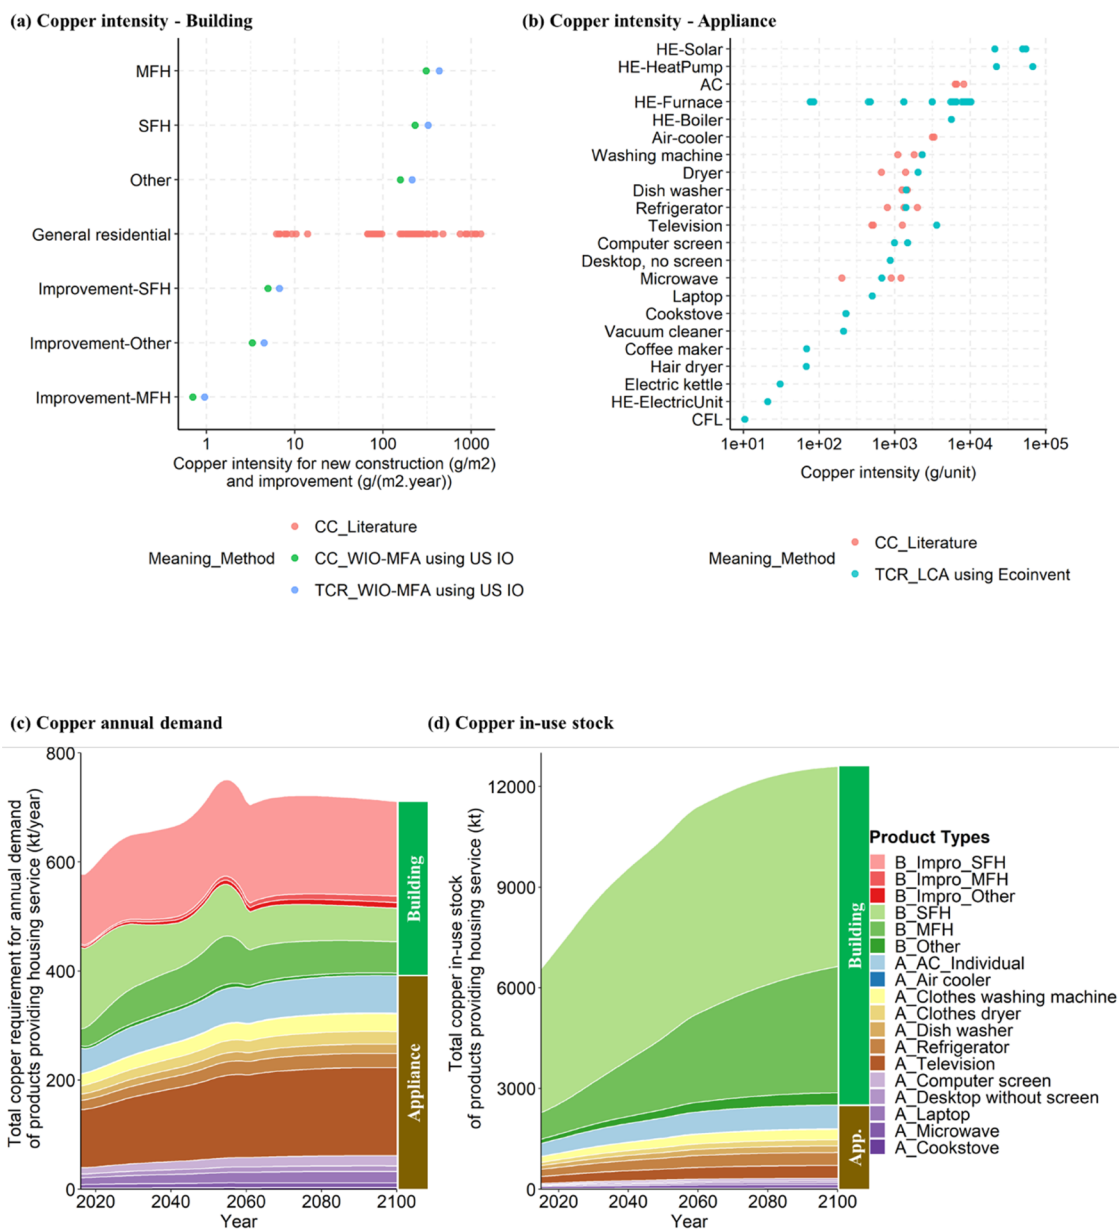 (a) Copper intensity - Building
MFH
SFH
Other
General residential
Improvement-SFH
Improvement-Other
Improvement-MFH
1 10 100 1000
Copper intensity for new construction (g/m2)
and improvement (g/(m2.year))
Meaning_Method
CC_Literature
CC_WIO-MFA using US IO
TCR_WIO-MFA using US IO
(b) Copper intensity - Appliance
HE-Solar
HE-HeatPump
AC
HE-Furnace
HE-Boiler
Air-cooler
Washing machine
Dryer
Dish washer
Refrigerator
Television
Computer screen
Desktop, no screen
Microwave
Laptop
Cookstove
Vacuum cleaner
Coffee maker
Hair dryer
Electric kettle
HE-ElectricUnit
CFL
1e+01 1e+02 1e+03 1e+04 1e+05
Copper intensity (g/unit)
Meaning_Method
CC_Literature
TCR_LCA using Ecoinvent
(c) Copper annual demand
Total copper requirement for annual demand
of products providing housing service (kt/year)
800
600
400
200
0
2020 2040 2060 2080 2100
Year
Building
Appliance
(d) Copper in-use stock
Total copper in-use stock
of products providing housing service (kt)
12000
9000
6000
3000
0
2020 2040 2060 2080 2100
Year
Building
App.
Product Types
B_Impro_SFH
B_Impro_MFH
B_Impro_Other
B_SFH
B_MFH
B_Other
A_AC_Individual
A_Air cooler
A_Clothes washing machine
A_Clothes dryer
A_Dish washer
A_Refrigerator
A_Television
A_Computer screen
A_Desktop without screen
A_Laptop
A_Microwave
A_Cookstove